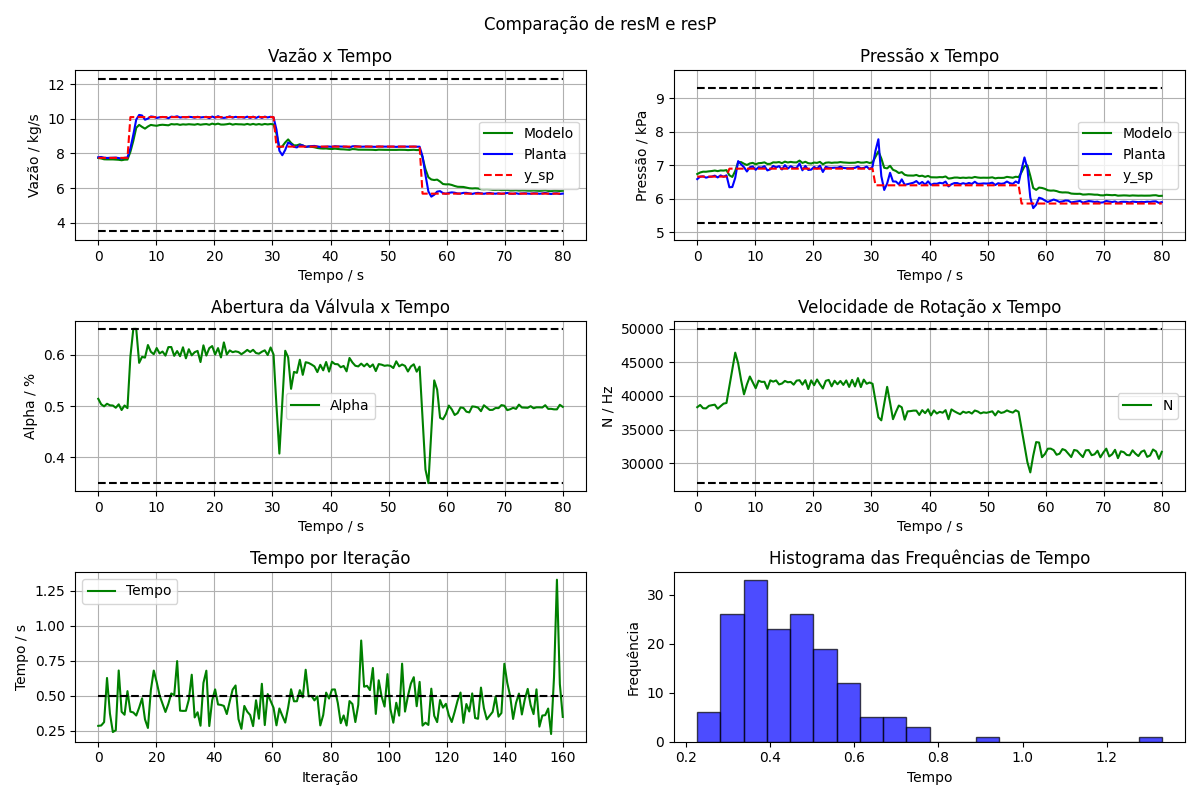 Comparação de resM e resP
Vazão x Tempo
Vazão / kg/s
12
10
8
6
4
Modelo
Planta
y_sp
0 10 20 30 40 50 60 70 80
Tempo / s
Pressão x Tempo
Pressão / kPa
9
8
7
6
5
Modelo
Planta
y_sp
0 10 20 30 40 50 60 70 80
Tempo / s
Abertura da Válvula x Tempo
Alpha / %
0.6
0.5
0.4
Alpha
0 10 20 30 40 50 60 70 80
Tempo / s
Velocidade de Rotação x Tempo
N / Hz
50000
45000
40000
35000
30000
N
0 10 20 30 40 50 60 70 80
Tempo / s
Tempo por Iteração
Tempo / s
1.25
1.00
0.75
0.50
0.25
Tempo
0 20 40 60 80 100 120 140 160
Iteração
Histograma das Frequências de Tempo
Frequência
30
20
10
0
0.2 0.4 0.6 0.8 1.0 1.2
Tempo